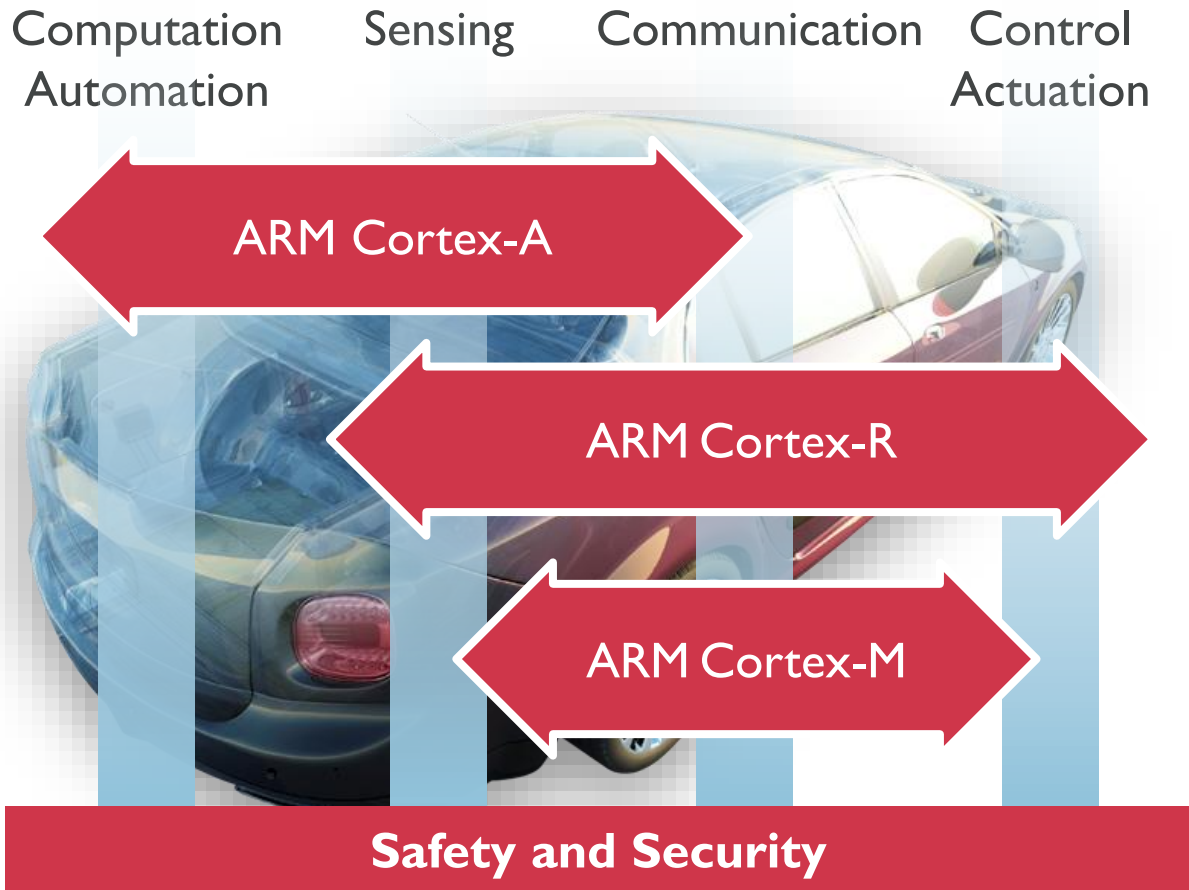 Computation Sensing Communication Control
Automation Actuation
ARM Cortex-A
ARM Cortex-R
ARM Cortex-M
Safety and Security